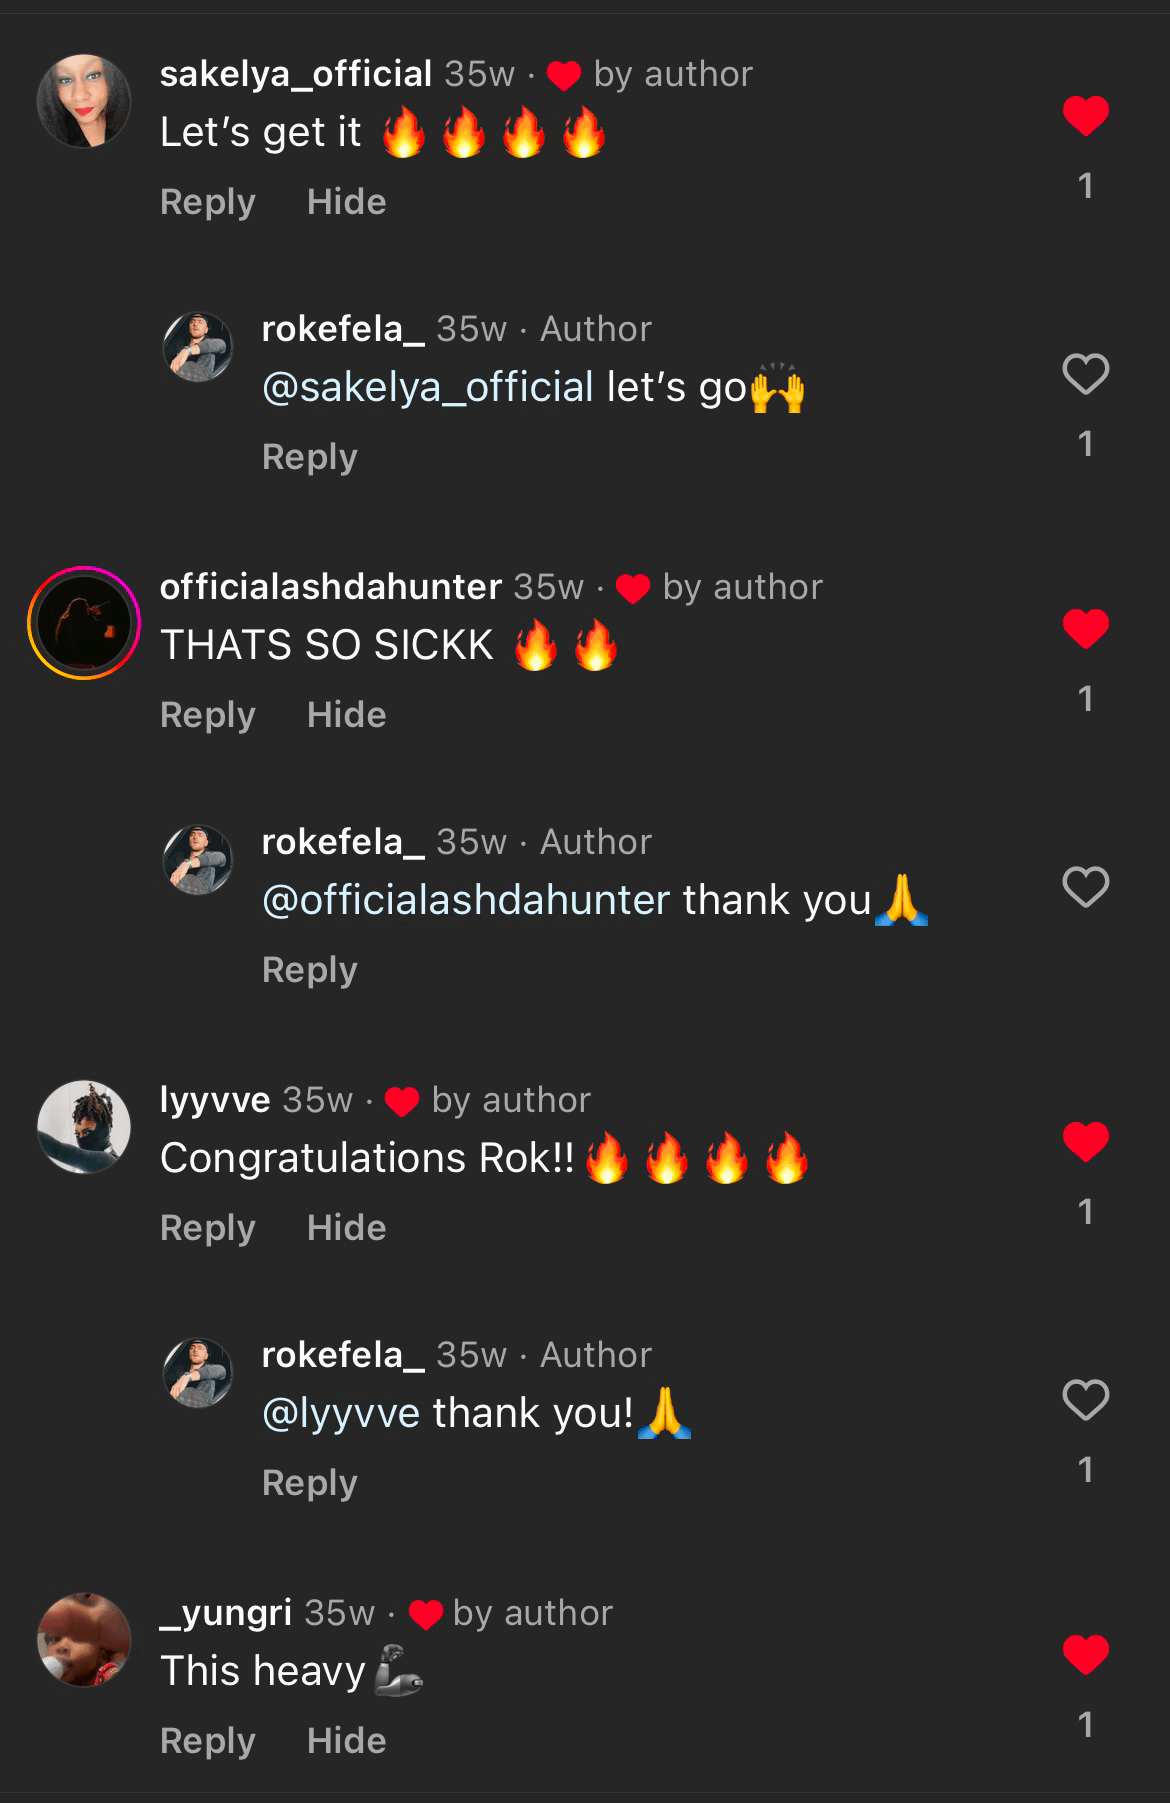 sakelya_official 35w · ❤️ by author
Let’s get it 🔥🔥🔥🔥
1
Reply Hide
rokefela_ 35w · Author
@sakelya_official let’s go🙌
1
Reply
officialashdahunter 35w · ❤️ by author
THATS SO SICKK 🔥🔥
1
Reply Hide
rokefela_ 35w · Author
@officialashdahunter thank you🙏
Reply
lyyvve 35w · ❤️ by author
Congratulations Rok!!🔥🔥🔥🔥
1
Reply Hide
rokefela_ 35w · Author
@lyyvve thank you!🙏
1
Reply
_yungri 35w · ❤️ by author
This heavy🦾
1
Reply Hide